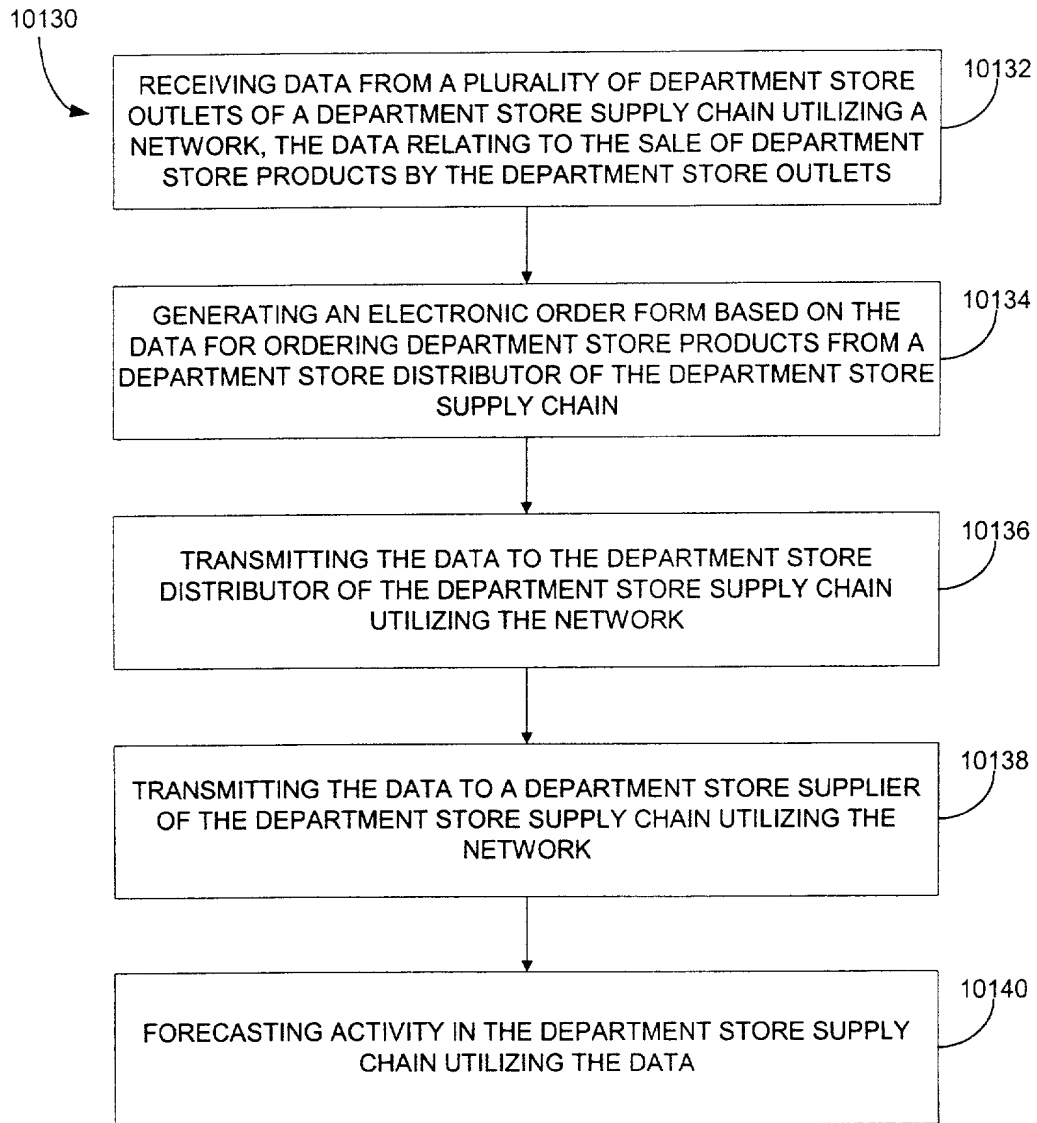 10130
RECEIVING DATA FROM A PLURALITY OF DEPARTMENT STORE
OUTLETS OF A DEPARTMENT STORE SUPPLY CHAIN UTILIZING A
NETWORK, THE DATA RELATING TO THE SALE OF DEPARTMENT
STORE PRODUCTS BY THE DEPARTMENT STORE OUTLETS
10132
GENERATING AN ELECTRONIC ORDER FORM BASED ON THE
DATA FOR ORDERING DEPARTMENT STORE PRODUCTS FROM A
DEPARTMENT STORE DISTRIBUTOR OF THE DEPARTMENT STORE
SUPPLY CHAIN
10134
TRANSMITTING THE DATA TO THE DEPARTMENT STORE
DISTRIBUTOR OF THE DEPARTMENT STORE SUPPLY CHAIN
UTILIZING THE NETWORK
10136
TRANSMITTING THE DATA TO A DEPARTMENT STORE SUPPLIER
OF THE DEPARTMENT STORE SUPPLY CHAIN UTILIZING THE
NETWORK
10138
FORECASTING ACTIVITY IN THE DEPARTMENT STORE SUPPLY
CHAIN UTILIZING THE DATA
10140